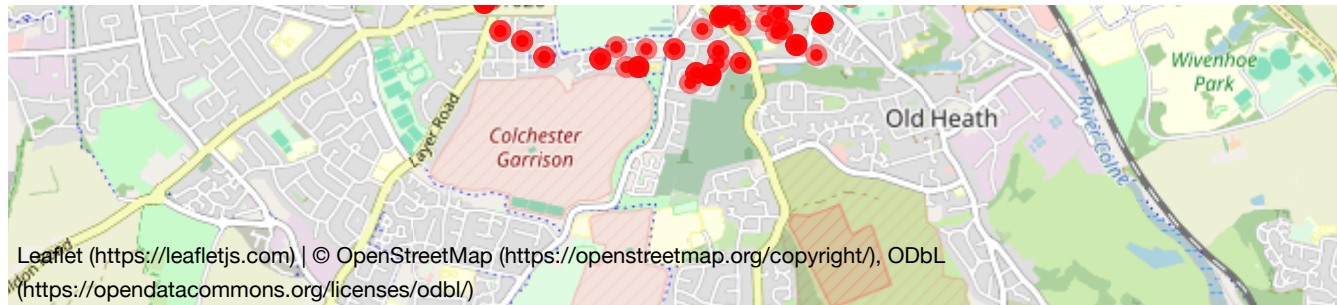 Wivenhoe
Park
Old Heath
River Colne
Colchester
Garrison
Layer Road
Leaflet (https://leafletjs.com) | © OpenStreetMap (https://openstreetmap.org/copyright/), ODbL
(https://opendatacommons.org/licenses/odbl/)